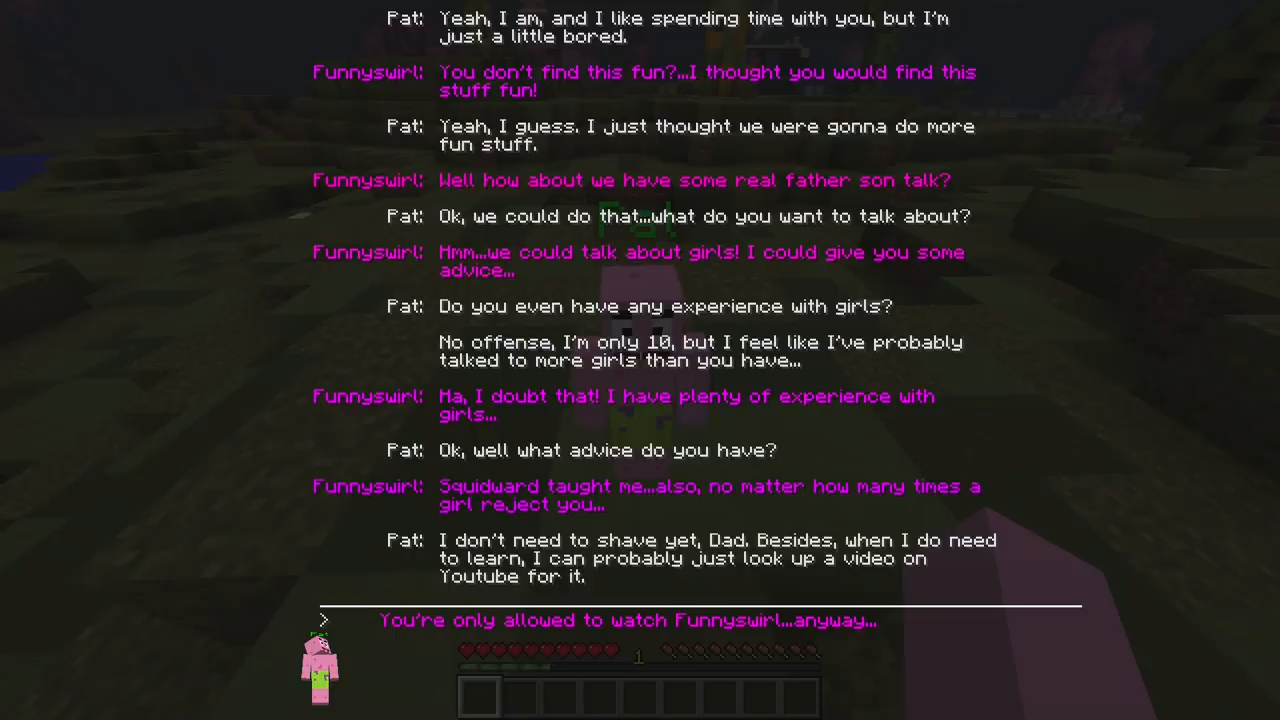 Pat: Yeah, I am, and I like spending time with you, but I'm
just a little bored.
Funnyswirl: You don't find this fun?...I thought you would find this
stuff fun!
Pat: Yeah, I guess. I just thought we were gonna do more
fun stuff.
Funnyswirl: Well how about we have some real father son talk?
Pat: Ok, we could do that...what do you want to talk about?
Pat
Funnyswirl: Hmm...we could talk about girls! I could give you some
advice...
Pat: Do you even have any experience with girls?
No offense, I'm only 10, but I feel like I've probably
talked to more girls than you have...
Funnyswirl: Ha, I doubt that! I have plenty of experience with
girls...
Pat: Ok, well what advice do you have?
Funnyswirl: Squidward taught me...also, no matter how many times a
girl reject you...
Pat: I don't need to shave yet, Dad. Besides, when I do need
to learn, I can probably just look up a video on
Youtube for it.
> You're only allowed to watch Funnyswirl...anyway...
Pat
1